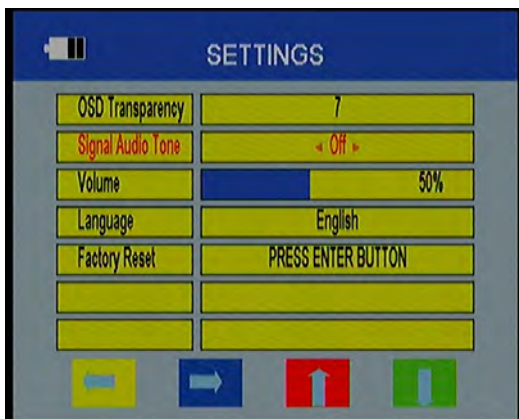 SETTINGS
OSD Transparency 7
Signal Audio Tone Off
Volume 50%
Language English
Factory Reset PRESS ENTER BUTTON